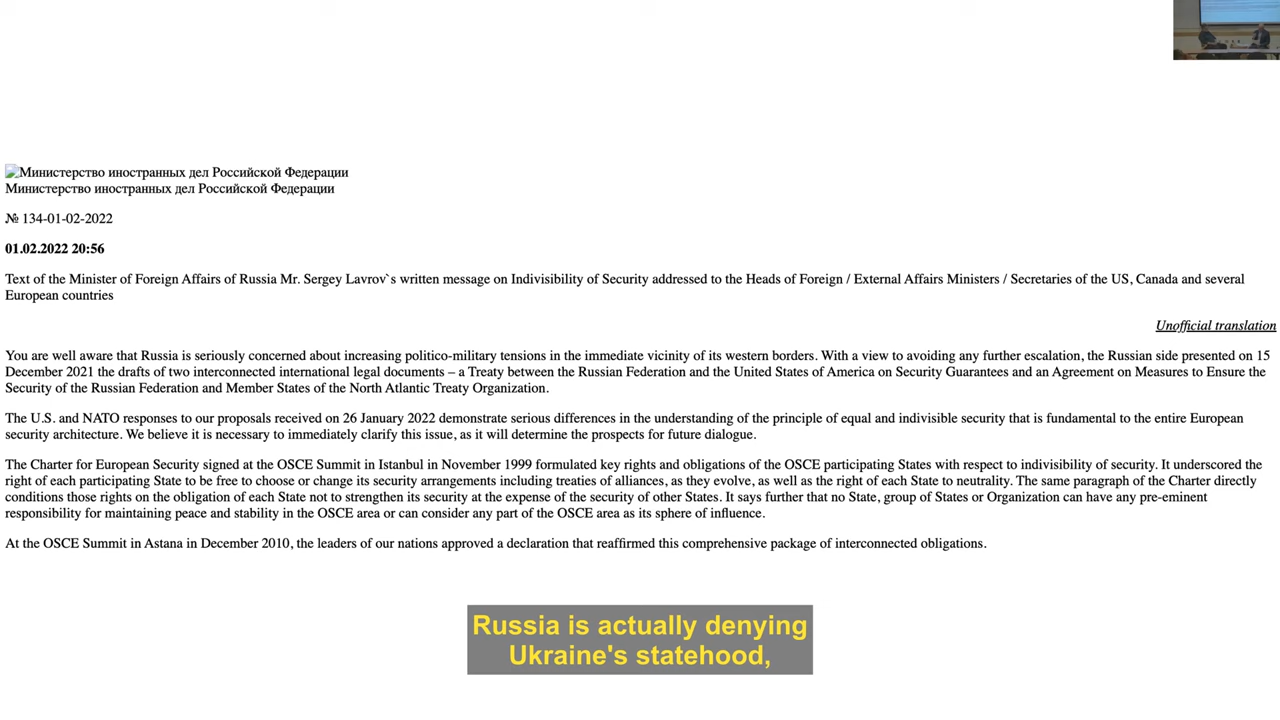 Министерство иностранных дел Российской Федерации
Министерство иностранных дел Российской Федерации
№ 134-01-02-2022
01.02.2022 20:56
Text of the Minister of Foreign Affairs of Russia Mr. Sergey Lavrov`s written message on Indivisibility of Security addressed to the Heads of Foreign / External Affairs Ministers / Secretaries of the US, Canada and several
European countries
Unofficial translation
You are well aware that Russia is seriously concerned about increasing politico-military tensions in the immediate vicinity of its western borders. With a view to avoiding any further escalation, the Russian side presented on 15
December 2021 the drafts of two interconnected international legal documents – a Treaty between the Russian Federation and the United States of America on Security Guarantees and an Agreement on Measures to Ensure the
Security of the Russian Federation and Member States of the North Atlantic Treaty Organization.
The U.S. and NATO responses to our proposals received on 26 January 2022 demonstrate serious differences in the understanding of the principle of equal and indivisible security that is fundamental to the entire European
security architecture. We believe it is necessary to immediately clarify this issue, as it will determine the prospects for future dialogue.
The Charter for European Security signed at the OSCE Summit in Istanbul in November 1999 formulated key rights and obligations of the OSCE participating States with respect to indivisibility of security. It underscored the
right of each participating State to be free to choose or change its security arrangements including treaties of alliances, as they evolve, as well as the right of each State to neutrality. The same paragraph of the Charter directly
conditions those rights on the obligation of each State not to strengthen its security at the expense of the security of other States. It says further that no State, group of States or Organization can have any pre-eminent
responsibility for maintaining peace and stability in the OSCE area or can consider any part of the OSCE area as its sphere of influence.
At the OSCE Summit in Astana in December 2010, the leaders of our nations approved a declaration that reaffirmed this comprehensive package of interconnected obligations.
Russia is actually denying
Ukraine's statehood,